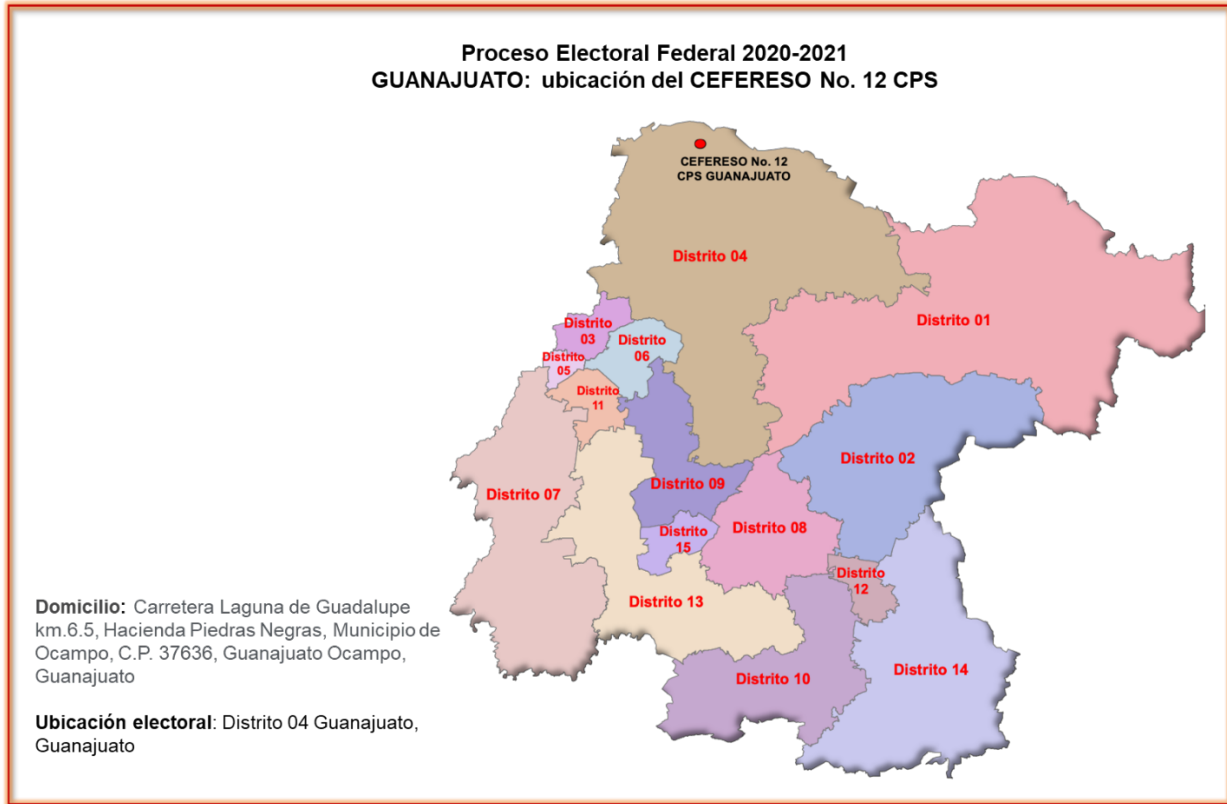 Proceso Electoral Federal 2020-2021
GUANAJUATO: ubicación del CEFERESO No. 12 CPS
CEFERESO No. 12
CPS GUANAJUATO
Distrito 04
Distrito 01
Distrito
03
Distrito
06
Distrito
05
Distrito
11
Distrito 02
Distrito 07
Distrito 09
Distrito 08
Distrito
15
Distrito
12
Distrito 13
Distrito 10
Distrito 14
Domicilio: Carretera Laguna de Guadalupe
km.6.5, Hacienda Piedras Negras, Municipio de
Ocampo, C.P. 37636, Guanajuato Ocampo,
Guanajuato
Ubicación electoral: Distrito 04 Guanajuato,
Guanajuato